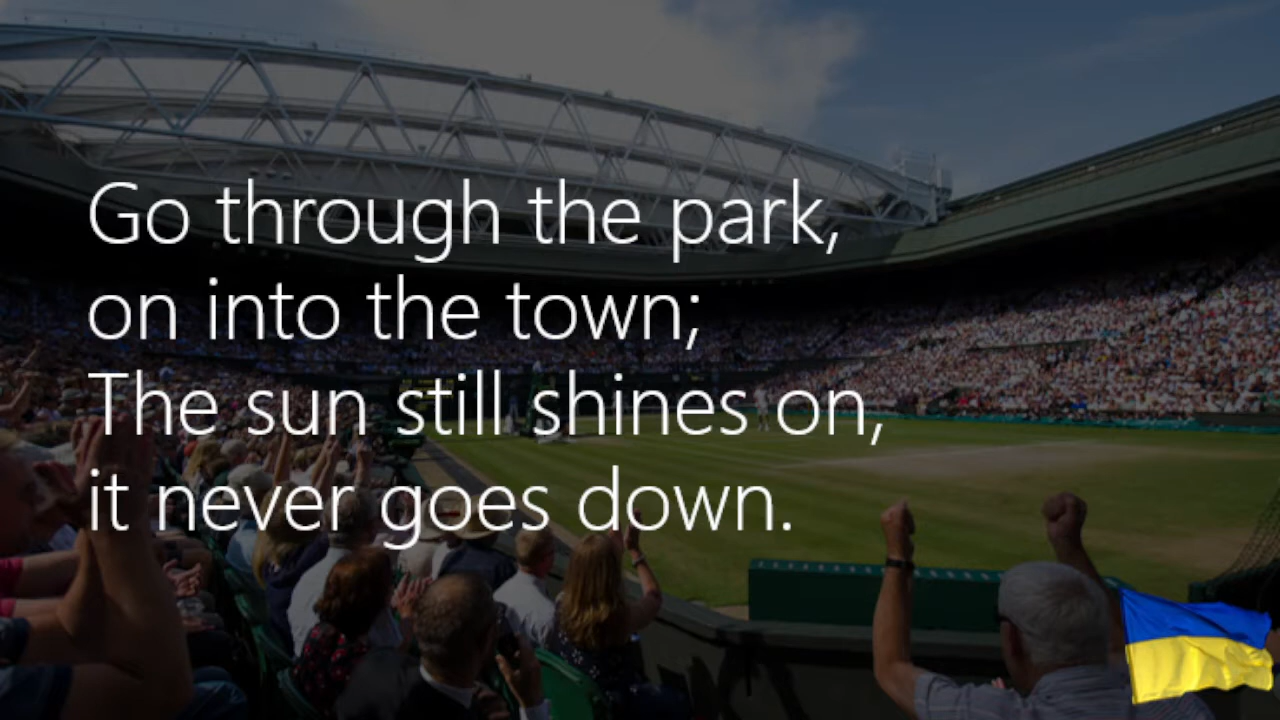 Go through the park,
on into the town;
The sun still shines on,
it never goes down.